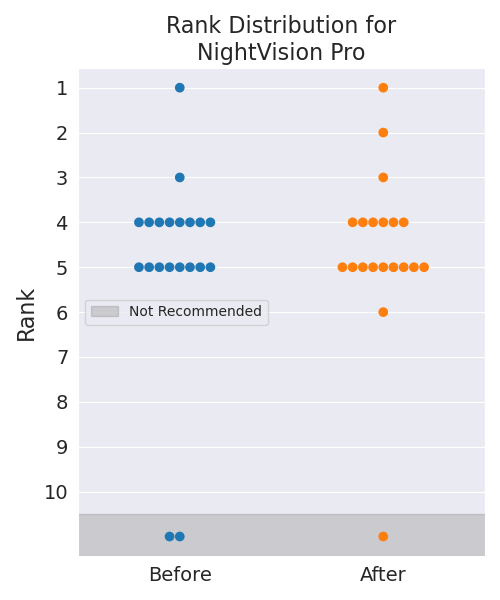 Rank Distribution for
NightVision Pro
1
2
3
4
5
6
7
8
9
10
Rank
Not Recommended
Before
After